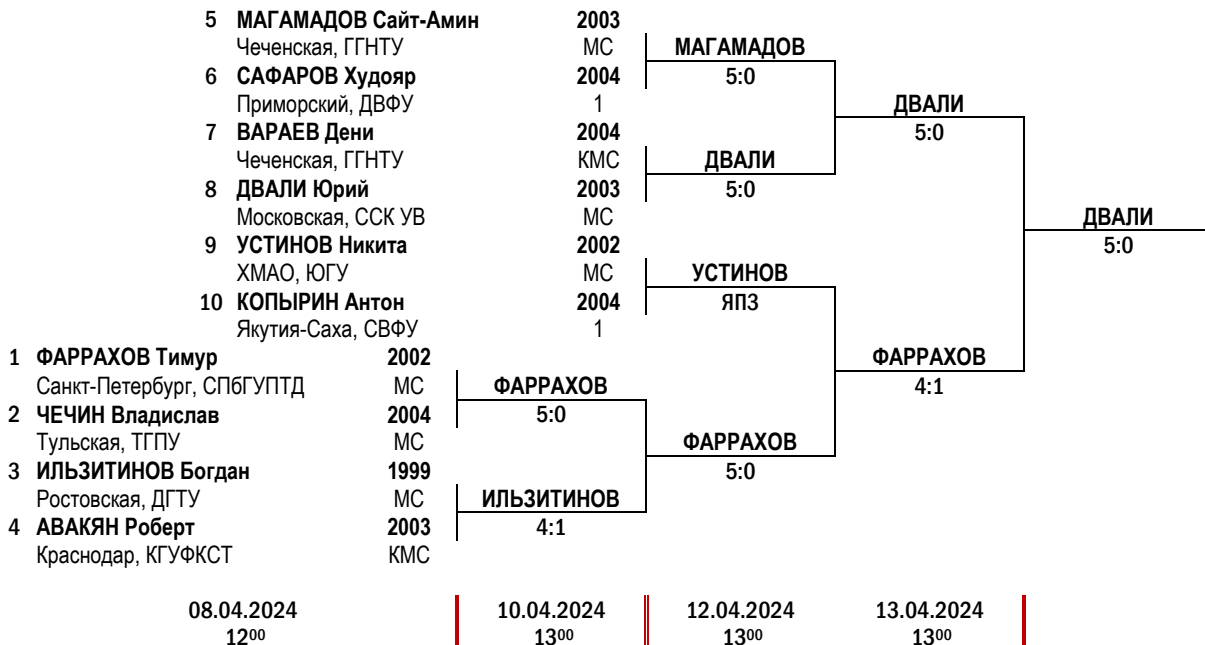 5 МАГАМАДОВ Сайт-Амин 2003
Чеченская, ГГНТУ МС МАГАМАДОВ
6 САФАРОВ Худояр 2004 5:0
Приморский, ДВФУ 1 ДВАЛИ
7 ВАРАЕВ Дени 2004 5:0
Чеченская, ГГНТУ КМС ДВАЛИ
8 ДВАЛИ Юрий 2003 5:0
Московская, ССК УВ МС ДВАЛИ
9 УСТИНОВ Никита 2002 5:0
ХМАО, ЮГУ МС УСТИНОВ
10 КОПЫРИН Антон 2004 ЯПЗ
Якутия-Саха, СВФУ 1
1 ФАРРАХОВ Тимур 2002 ФАРРАХОВ
Санкт-Петербург, СПбГУПТД МС ФАРРАХОВ 4:1
2 ЧЕЧИН Владислав 2004 5:0
Тульская, ТГПУ МС ФАРРАХОВ
3 ИЛЬЗИТИНОВ Богдан 1999 5:0
Ростовская, ДГТУ МС ИЛЬЗИТИНОВ
4 АВАКЯН Роберт 2003 4:1
Краснодар, КГУФКСТ КМС
08.04.2024 10.04.2024 12.04.2024 13.04.2024
12⁰⁰ 13⁰⁰ 13⁰⁰ 13⁰⁰